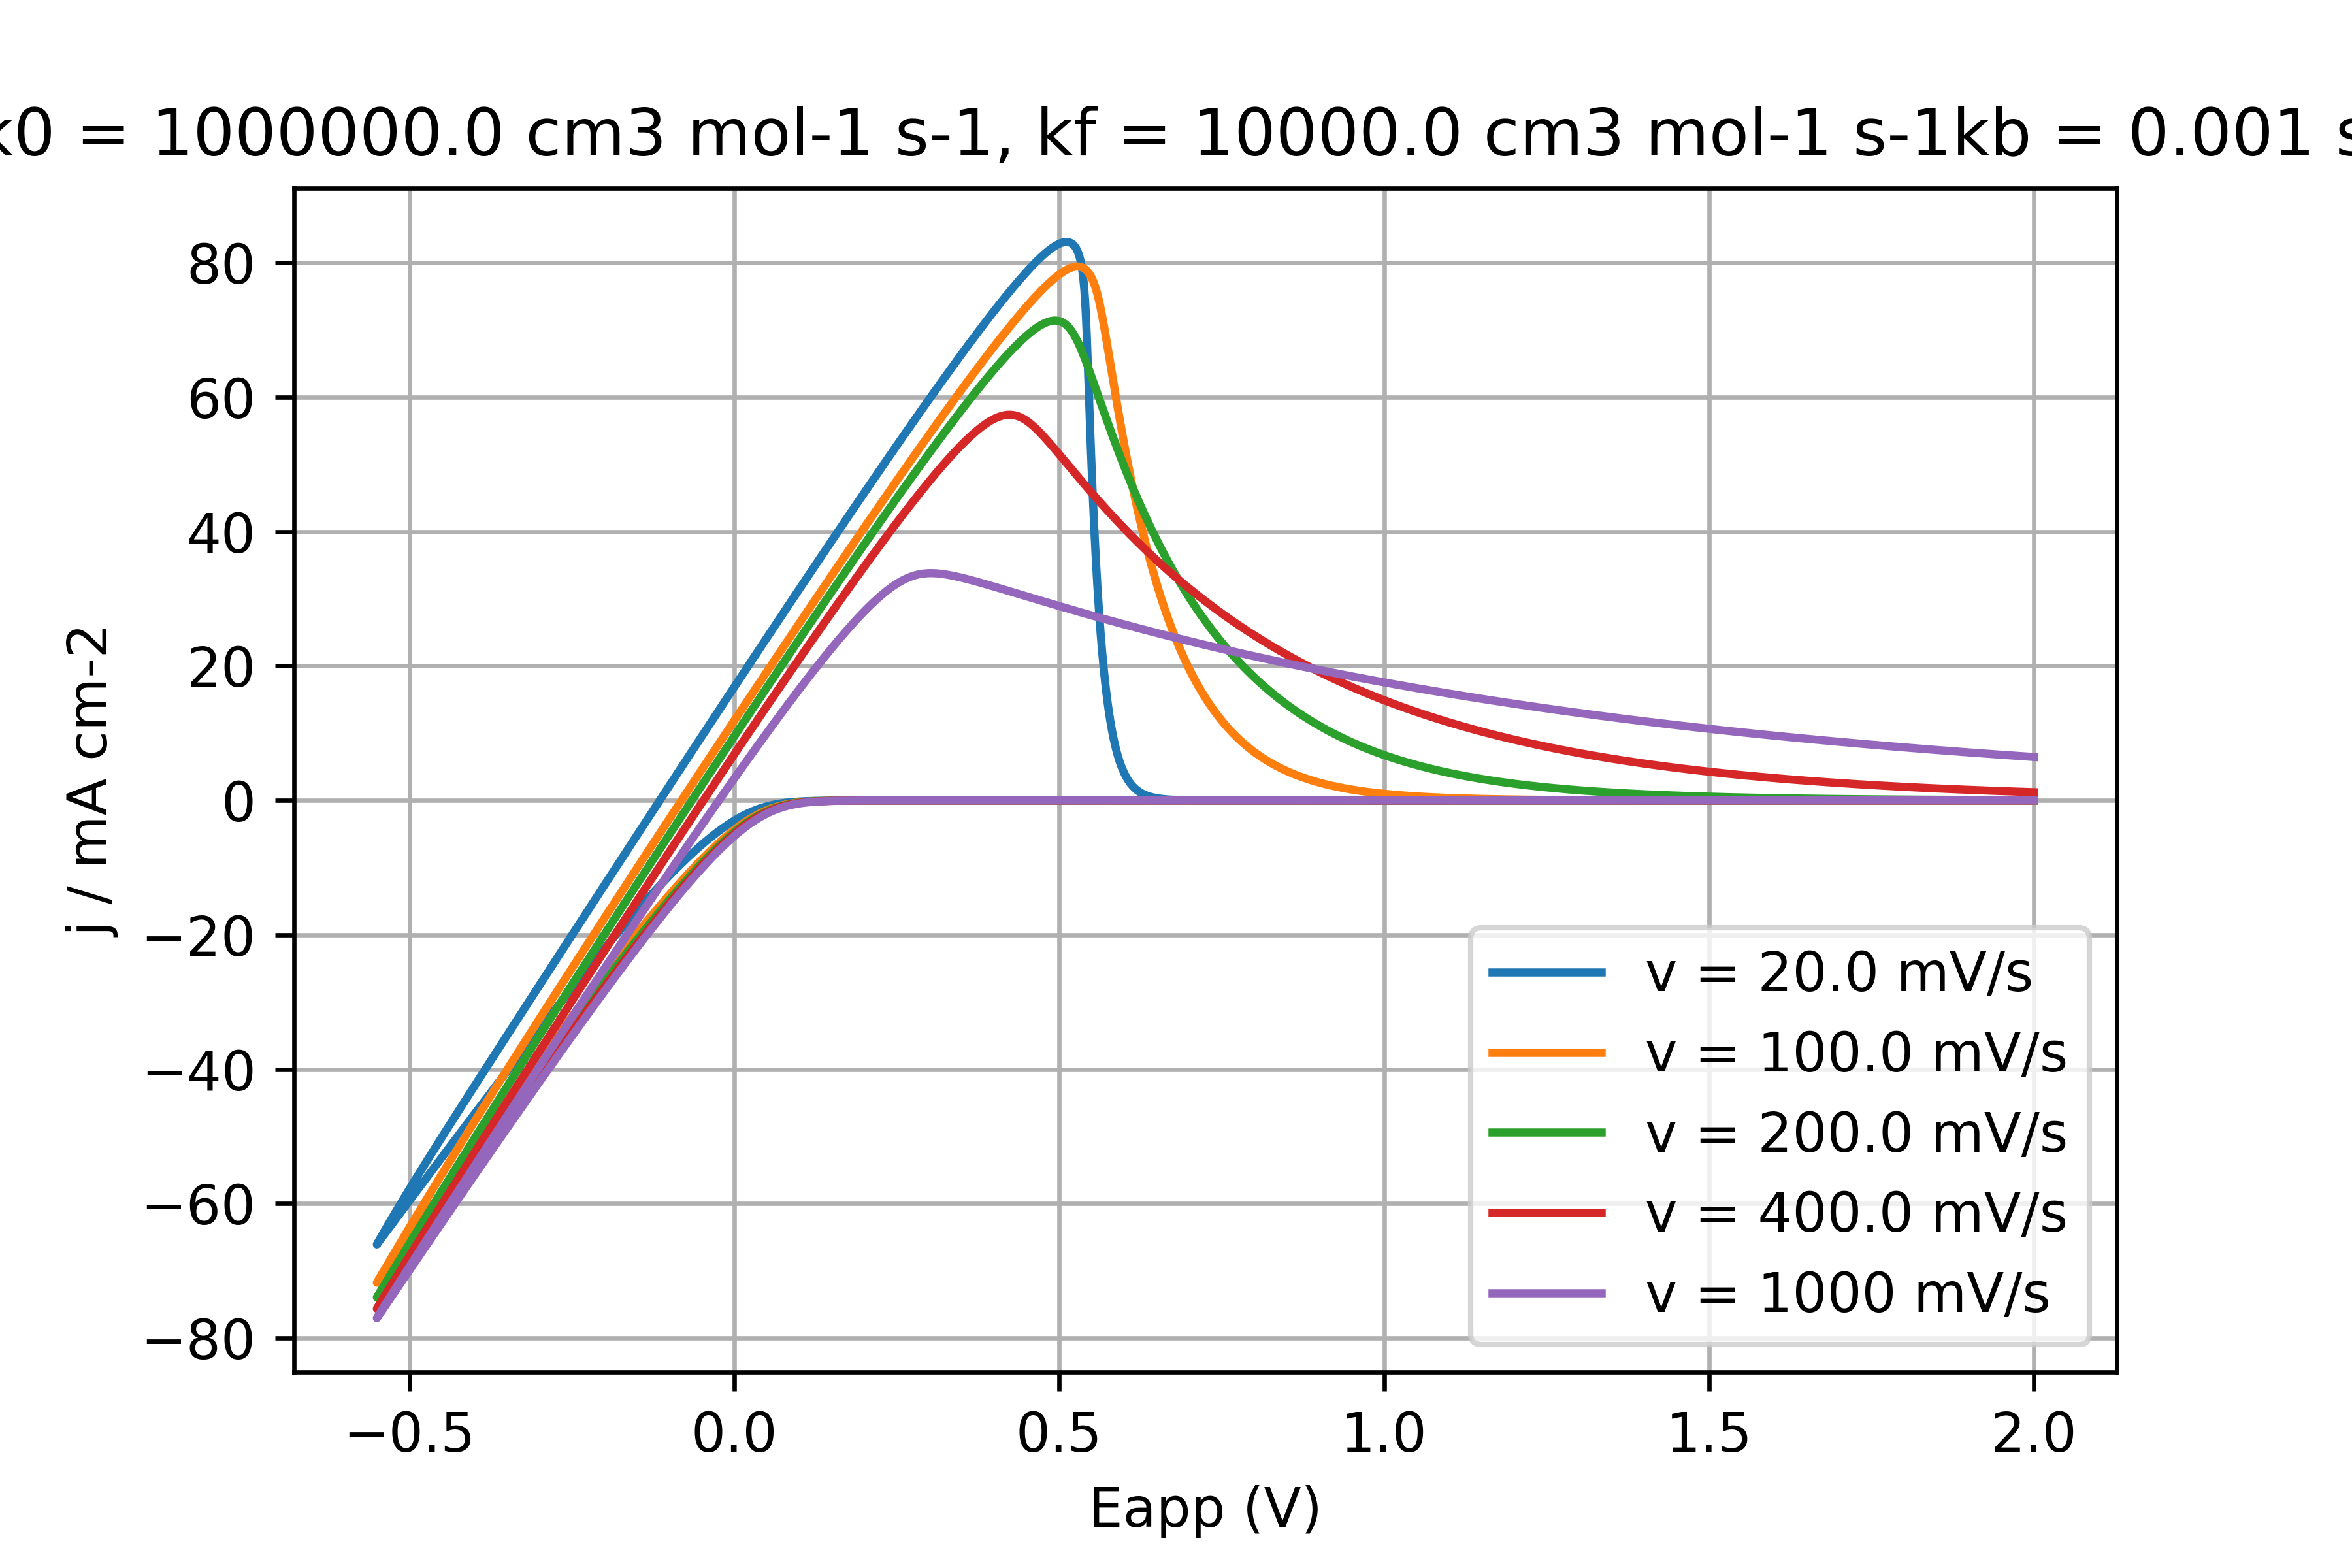 k0 = 1000000.0 cm3 mol-1 s-1, kf = 10000.0 cm3 mol-1 s-1kb = 0.001 s
j / mA cm-2
80
60
40
20
0
−20
−40
−60
−80
v = 20.0 mV/s
v = 100.0 mV/s
v = 200.0 mV/s
v = 400.0 mV/s
v = 1000 mV/s
−0.5 0.0 0.5 1.0 1.5 2.0
Eapp (V)